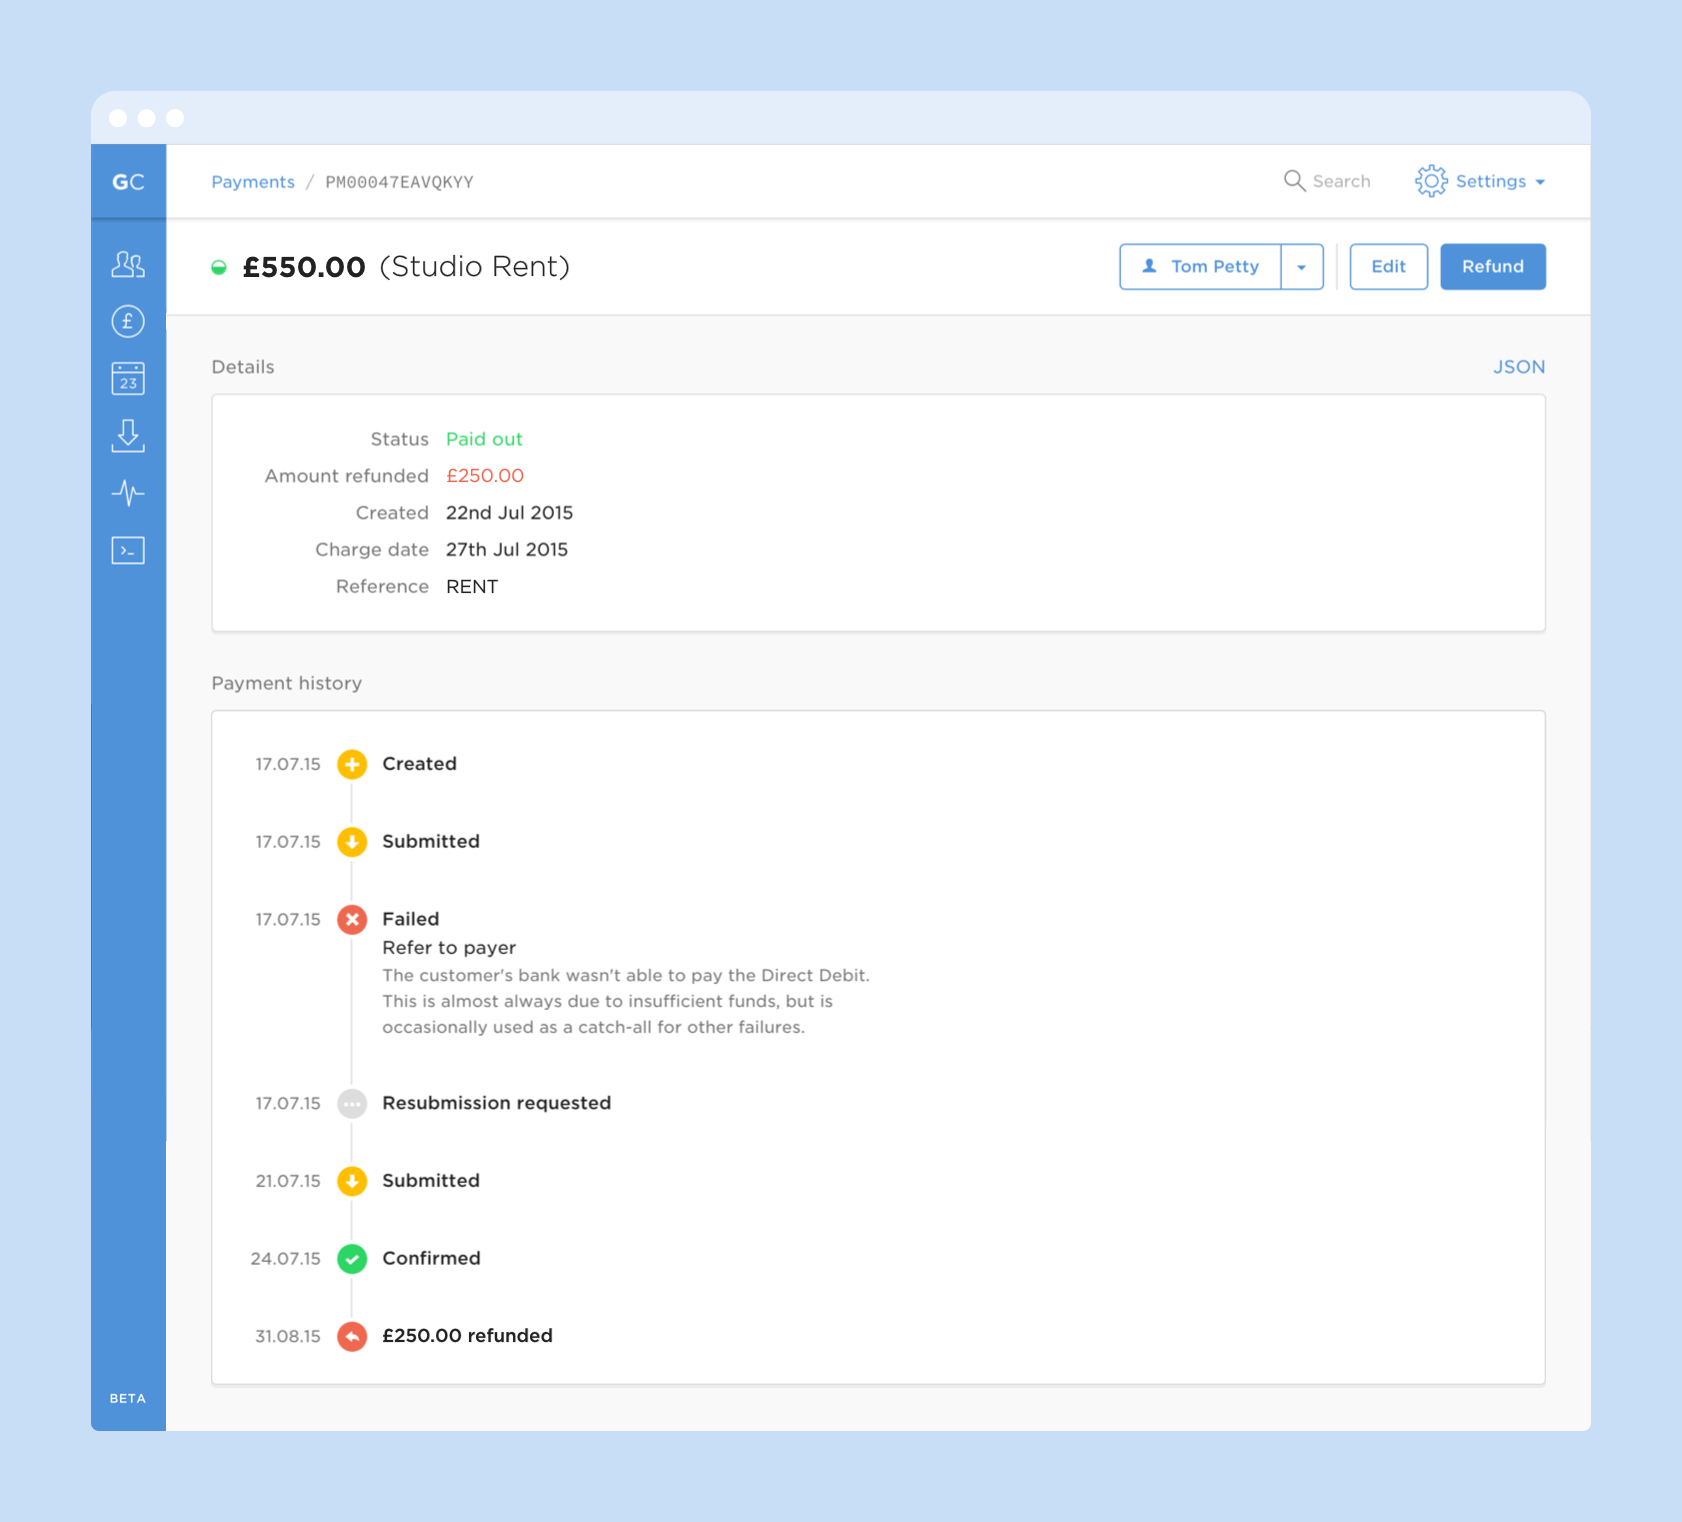 GC
Payments / PM00047EAVQKYY
Search
Settings
£550.00 (Studio Rent)
Tom Petty
Edit
Refund
£
23
>_
Details
JSON
Status Paid out
Amount refunded £250.00
Created 22nd Jul 2015
Charge date 27th Jul 2015
Reference RENT
Payment history
17.07.15 Created
17.07.15 Submitted
17.07.15 Failed
Refer to payer
The customer's bank wasn't able to pay the Direct Debit.
This is almost always due to insufficient funds, but is
occasionally used as a catch-all for other failures.
17.07.15 Resubmission requested
21.07.15 Submitted
24.07.15 Confirmed
31.08.15 £250.00 refunded
BETA